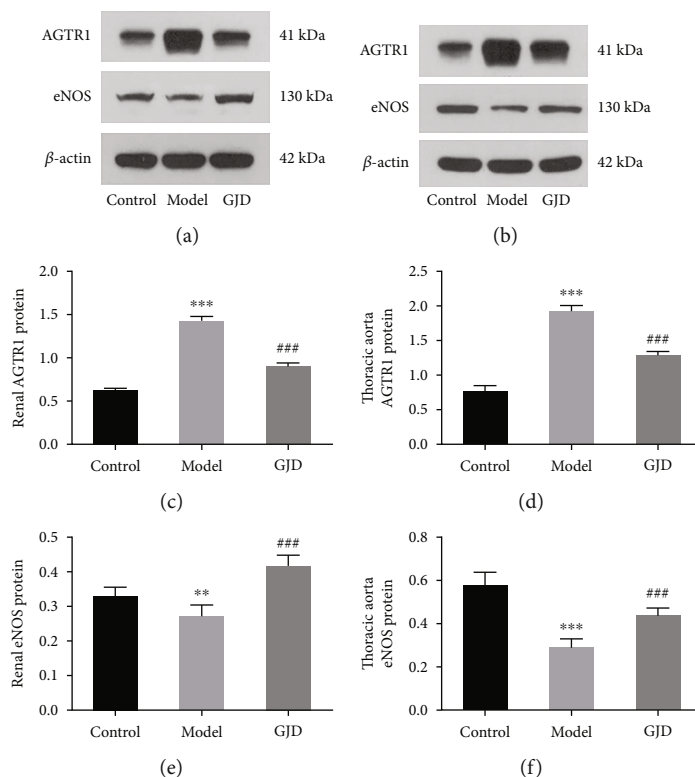 AGTR1 41 kDa
eNOS 130 kDa
β-actin 42 kDa
Control Model GJD
(a)
AGTR1 41 kDa
eNOS 130 kDa
β-actin 42 kDa
Control Model GJD
(b)
Renal AGTR1 protein
2.0
1.5
1.0
0.5
0.0
***
###
Control Model GJD
(c)
Thoracic aorta
AGTR1 protein
2.5
2.0
1.5
1.0
0.5
0.0
***
###
Control Model GJD
(d)
Renal eNOS protein
0.5
0.4
0.3
0.2
0.1
0.0
**
###
Control Model GJD
(e)
Thoracic aorta
eNOS protein
0.8
0.6
0.4
0.2
0.0
***
###
Control Model GJD
(f)